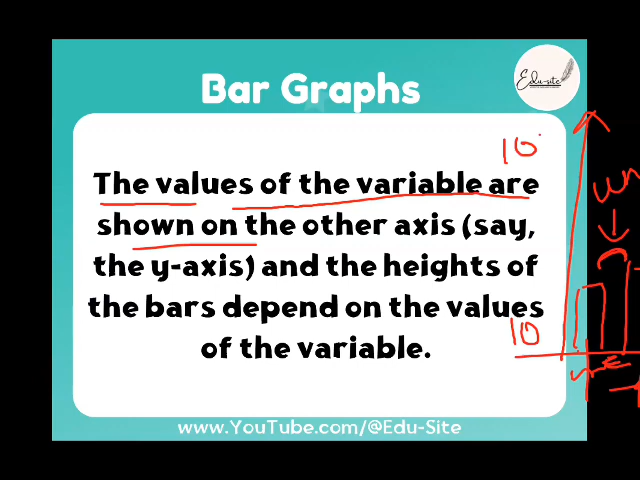 Edu-site
Bar Graphs
10
The values of the variable are
shown on the other axis (say,
the y-axis) and the heights of
the bars depend on the values
10
of the variable.
www.YouTube.com/@Edu-Site